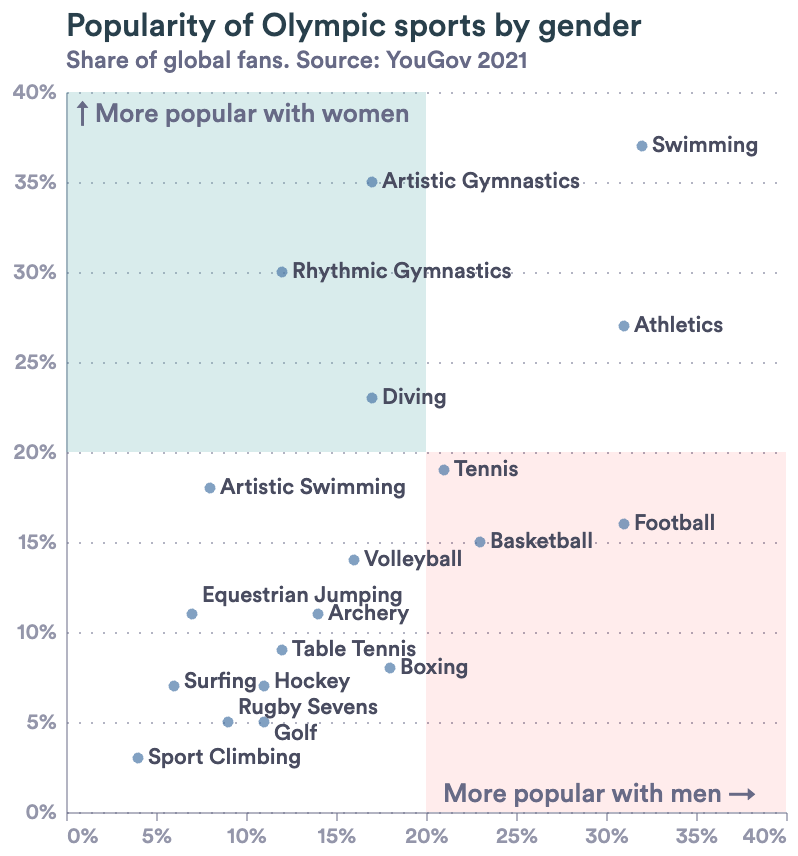 Popularity of Olympic sports by gender
Share of global fans. Source: YouGov 2021
40%
↑ More popular with women
Swimming
35%
Artistic Gymnastics
30%
Rhythmic Gymnastics
Athletics
25%
Diving
20%
Tennis
Artistic Swimming
Football
15%
Basketball
Volleyball
Equestrian Jumping
Archery
10%
Table Tennis
Boxing
Surfing
Hockey
Rugby Sevens
5%
Golf
Sport Climbing
More popular with men →
0%
0% 5% 10% 15% 20% 25% 30% 35% 40%